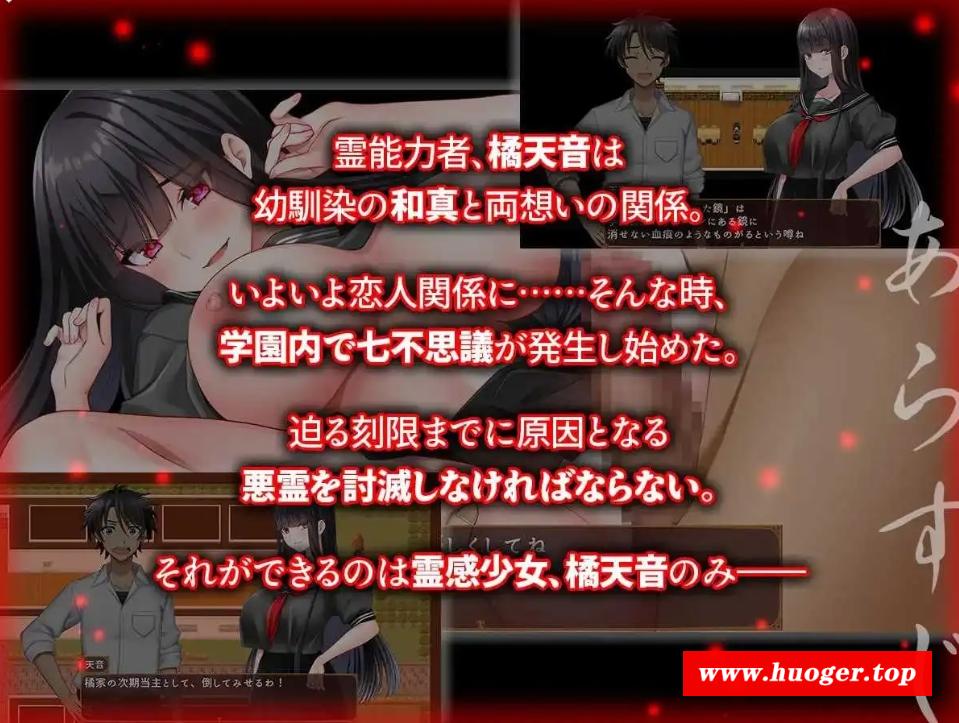 霊能力者、橘天音は
幼馴染の和真と両想いの関係。
いよいよ恋人関係に……そんな時、
学園内で七不思議が発生し始めた。
迫る刻限までに原因となる
悪霊を討滅しなければならない。
それができるのは霊感少女、橘天音のみ――
あらすじ
た鏡」は
にある鏡に
消せない血痕のようなものがるという噂ね
しくしてね
天音
橘家の次期当主として、倒してみせるわ！
www.huoger.top